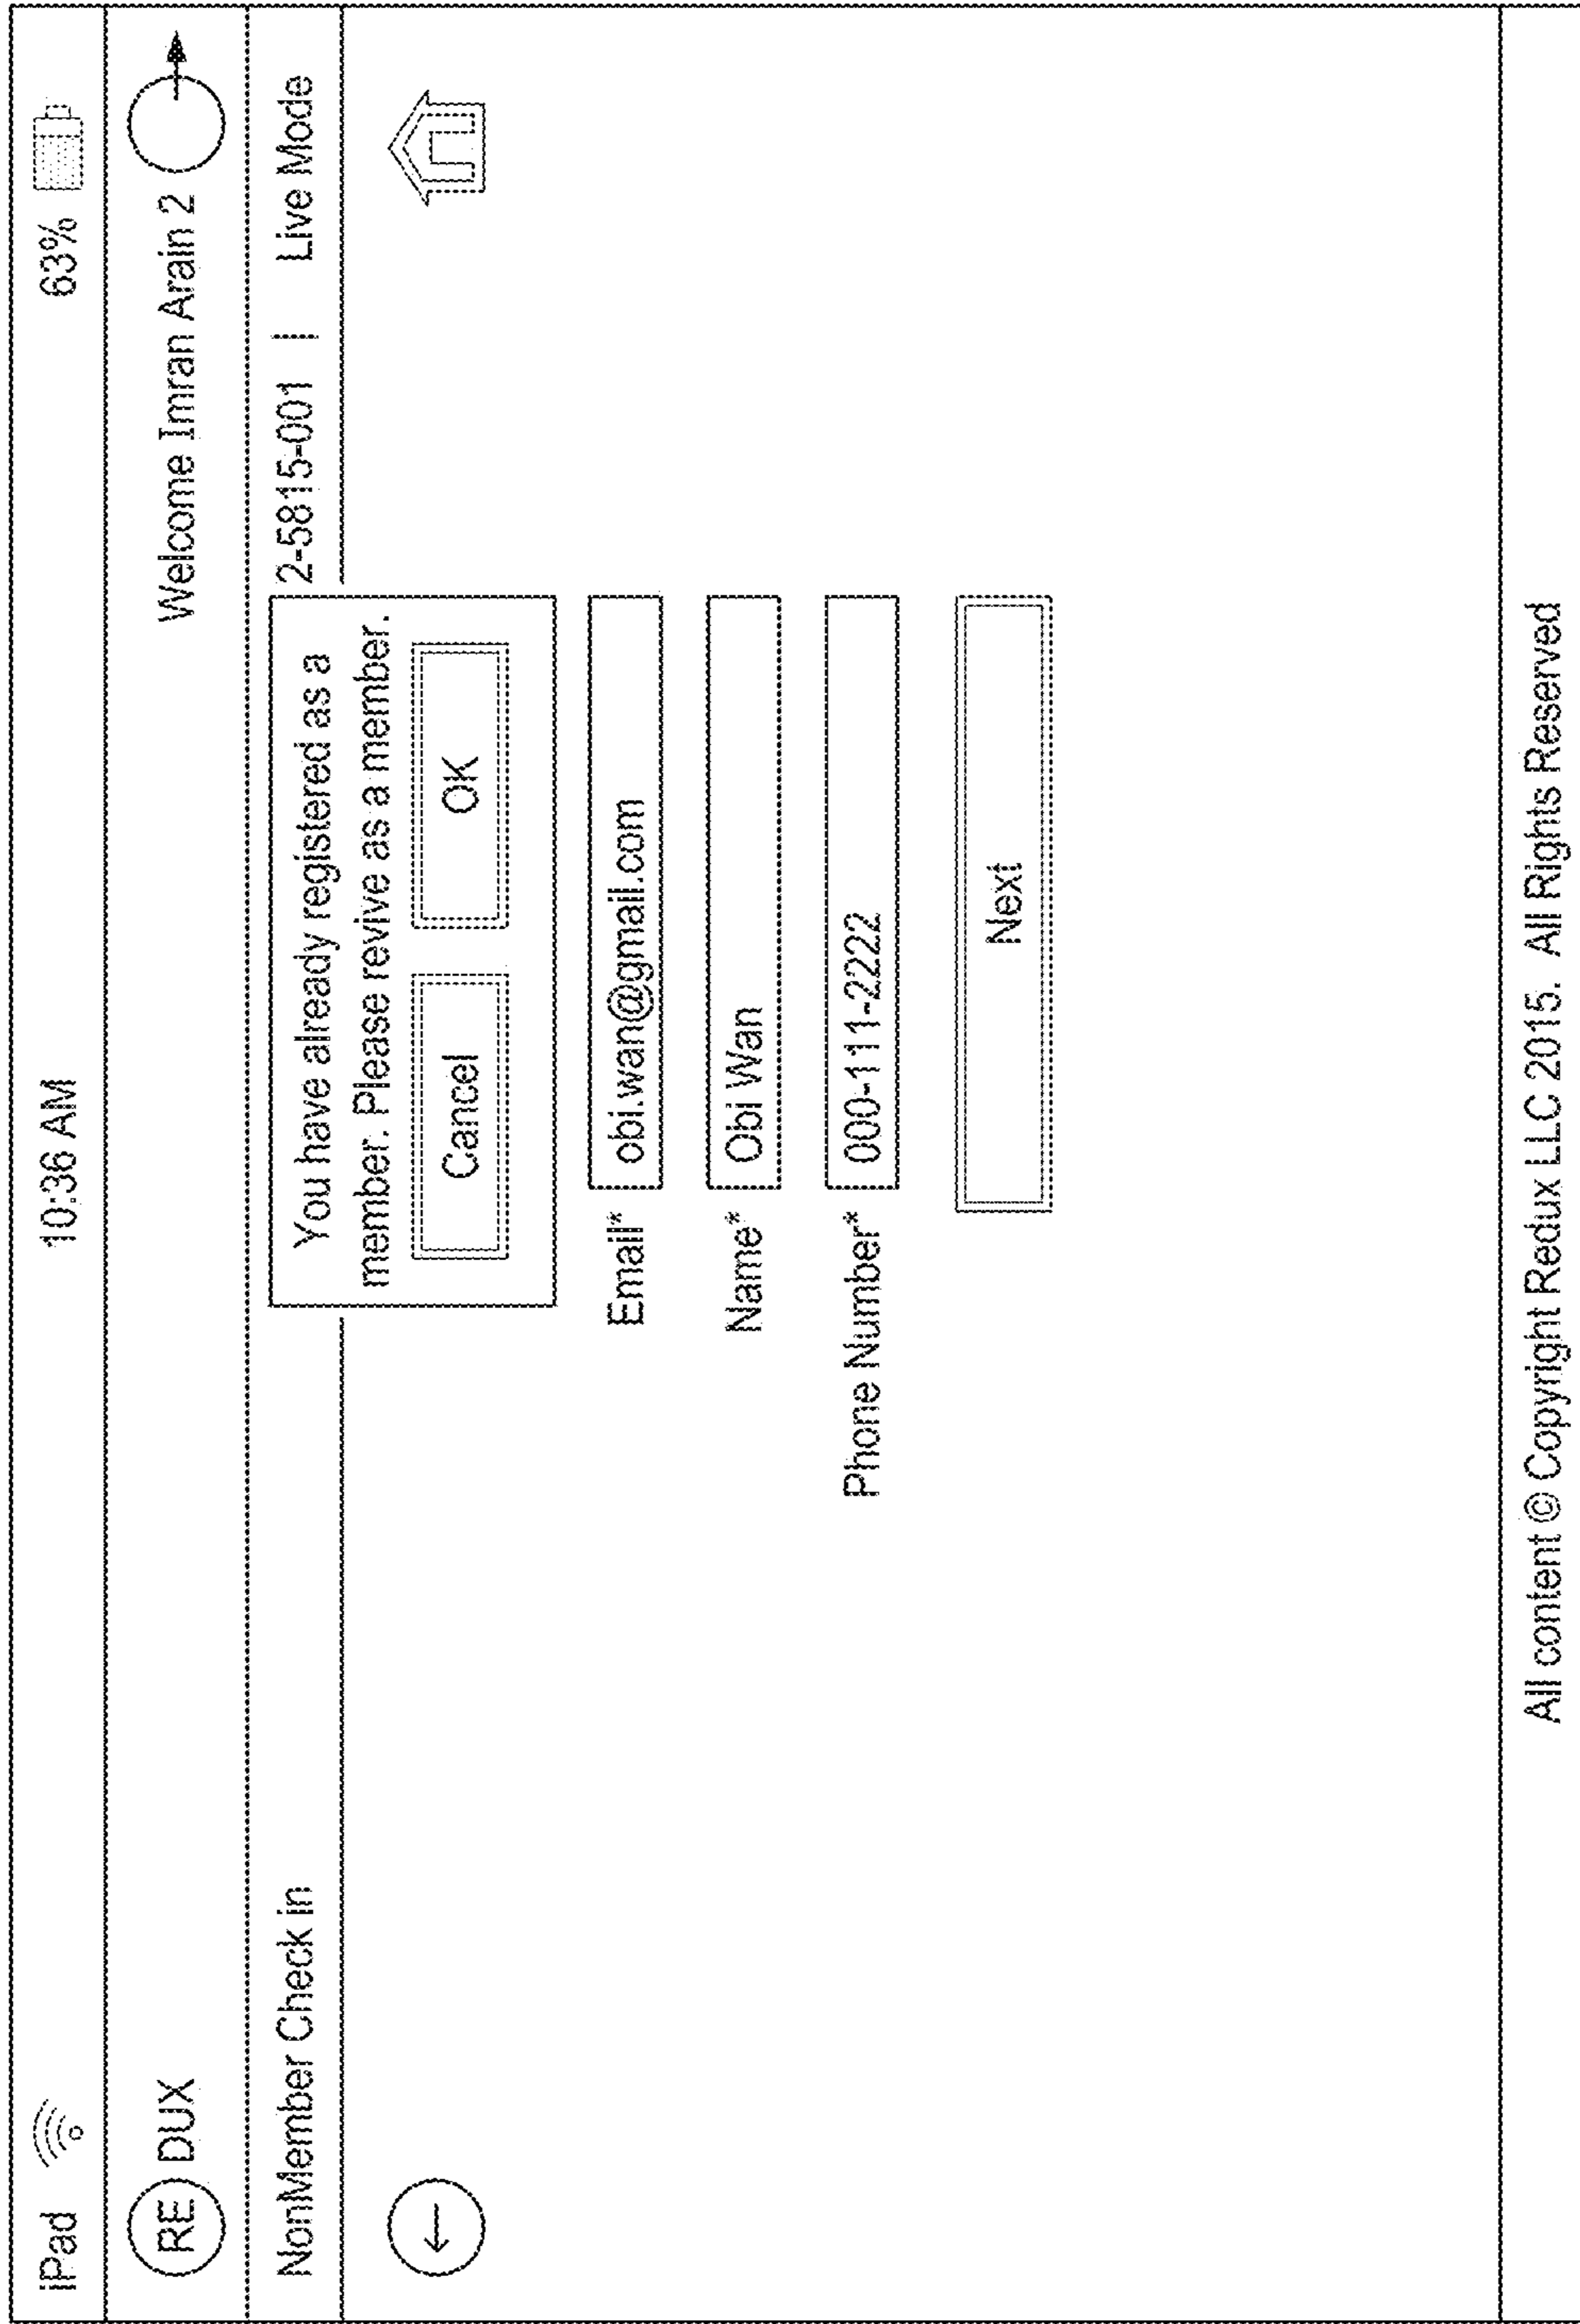 iPad 10:36 AM 63%
RE DUX Welcome Imran Arain 2
NonMember Check in 2-5815-001 | Live Mode
You have already registered as a
member. Please revive as a member.
Cancel OK
Email* obi.wan@gmail.com
Name* Obi Wan
Phone Number* 000-111-2222
Next
All content © Copyright Redux LLC 2015. All Rights Reserved